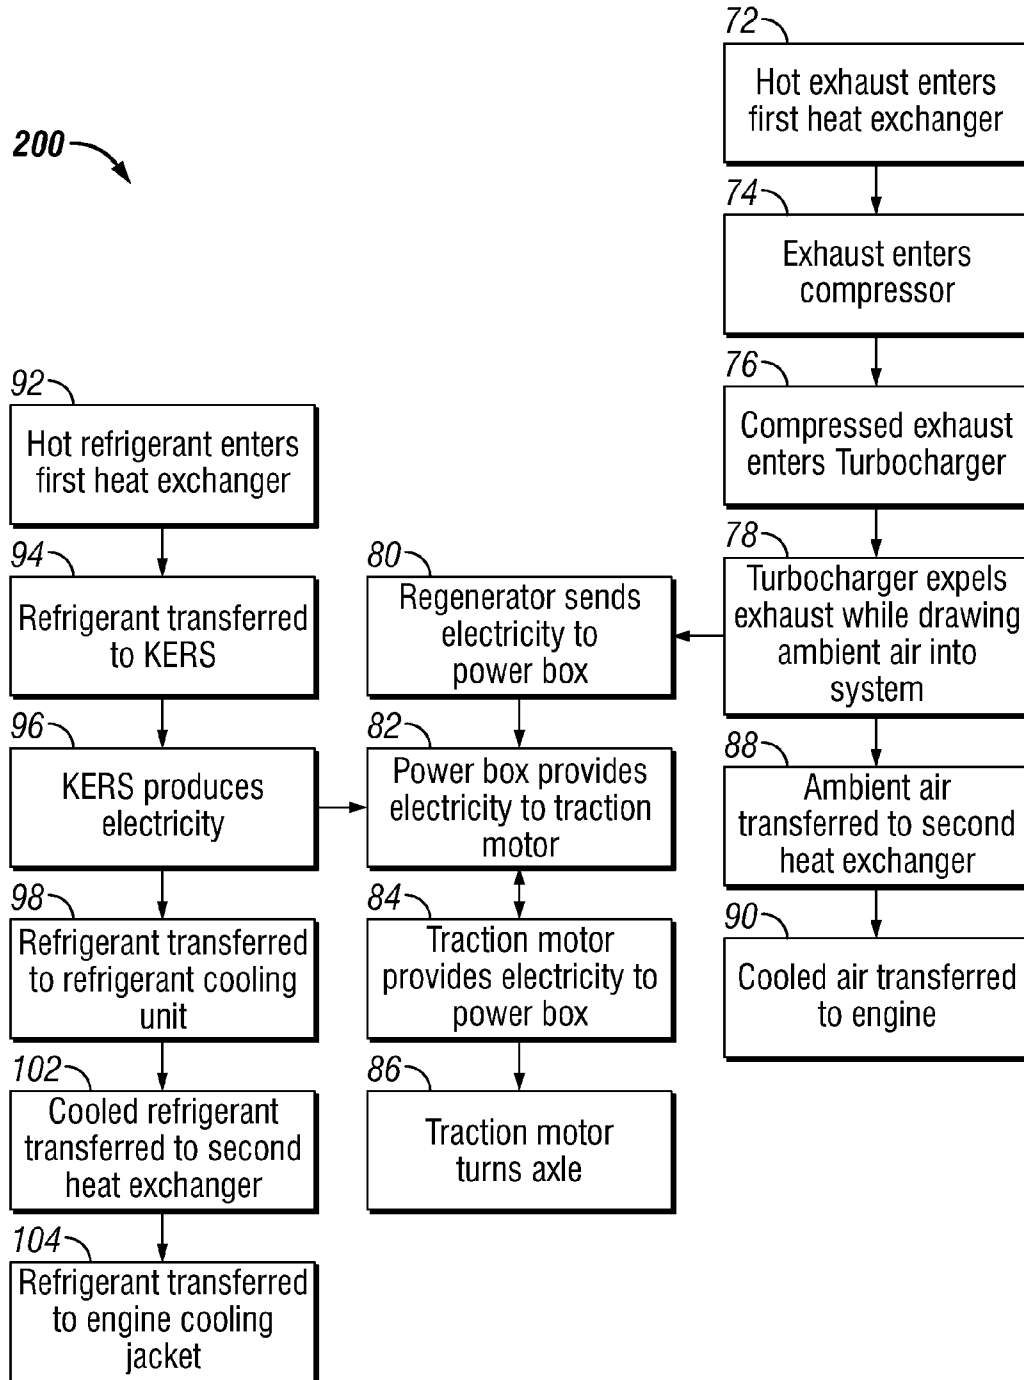 200
72
Hot exhaust enters
first heat exchanger
74
Exhaust enters
compressor
76
Compressed exhaust
enters Turbocharger
78
Turbocharger expels
exhaust while drawing
ambient air into
system
88
Ambient air
transferred to second
heat exchanger
90
Cooled air transferred
to engine
80
Regenerator sends
electricity to
power box
82
Power box provides
electricity to traction
motor
84
Traction motor
provides electricity to
power box
86
Traction motor
turns axle
92
Hot refrigerant enters
first heat exchanger
94
Refrigerant transferred
to KERS
96
KERS produces
electricity
98
Refrigerant transferred
to refrigerant cooling
unit
102
Cooled refrigerant
transferred to second
heat exchanger
104
Refrigerant transferred
to engine cooling
jacket